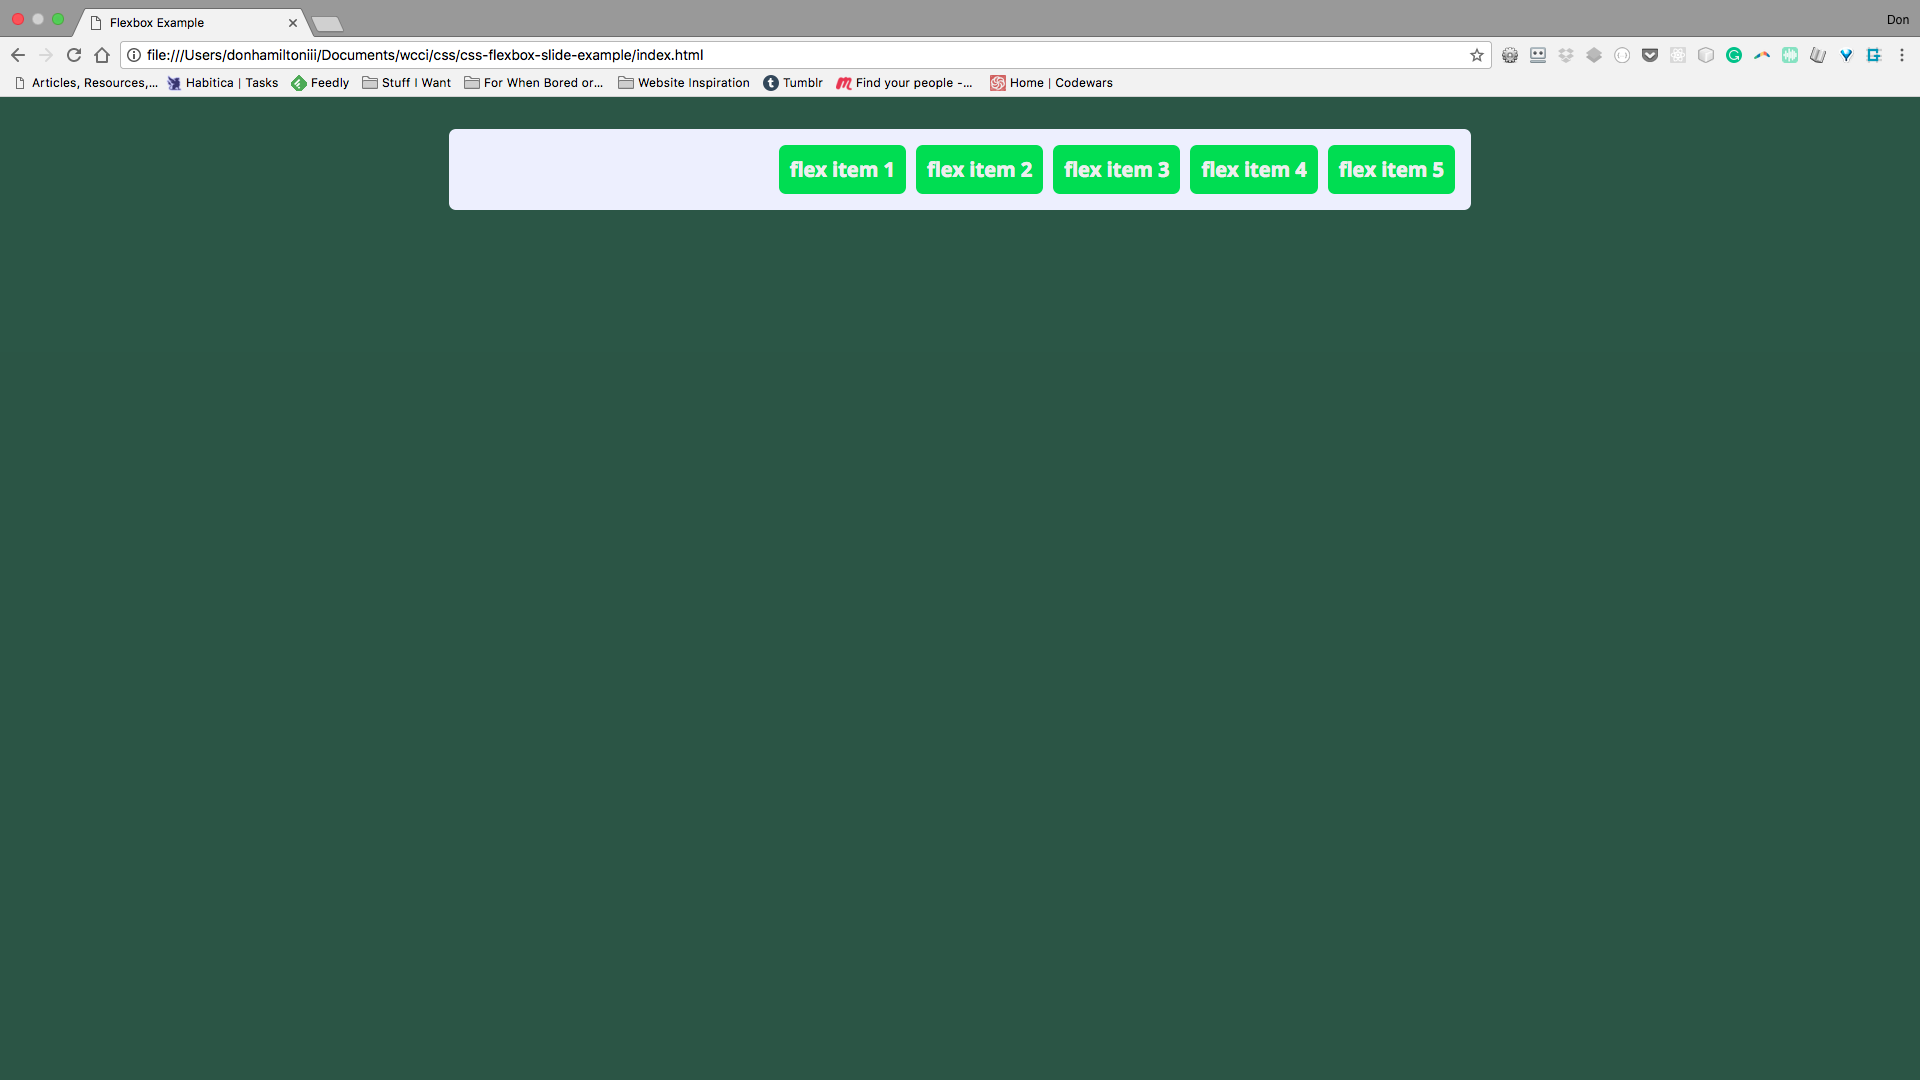 Flexbox Example
Don
file:///Users/donhamiltoniii/Documents/wcci/css/css-flexbox-slide-example/index.html
Articles, Resources,... Habitica | Tasks Feedly Stuff I Want For When Bored or... Website Inspiration Tumblr Find your people -... Home | Codewars
flex item 1 flex item 2 flex item 3 flex item 4 flex item 5